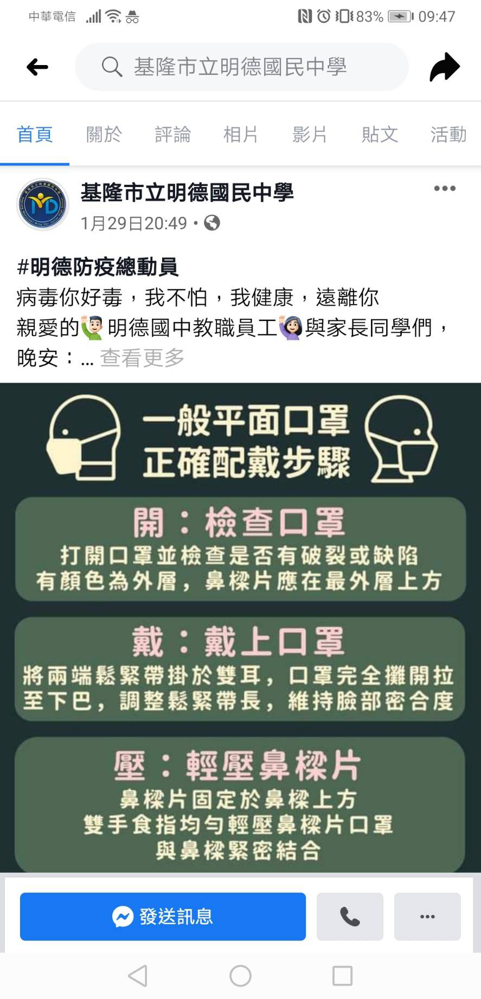 中華電信 83% 09:47
基隆市立明德國民中學
首頁 關於 評論 相片 影片 貼文 活動
基隆市立明德國民中學
1月29日20:49 •
#明德防疫總動員
病毒你好毒，我不怕，我健康，遠離你
親愛的🙋🏻‍♂️明德國中教職員工🙋🏻‍♀️與家長同學們，
晚安：... 查看更多
一般平面口罩
正確配戴步驟
開：檢查口罩
打開口罩並檢查是否有破裂或缺陷
有顏色為外層，鼻樑片應在最外層上方
戴：戴上口罩
將兩端鬆緊帶掛於雙耳，口罩完全攤開拉
至下巴，調整鬆緊帶長，維持臉部密合度
壓：輕壓鼻樑片
鼻樑片固定於鼻樑上方
雙手食指均勻輕壓鼻樑片口罩
與鼻樑緊密結合
發送訊息